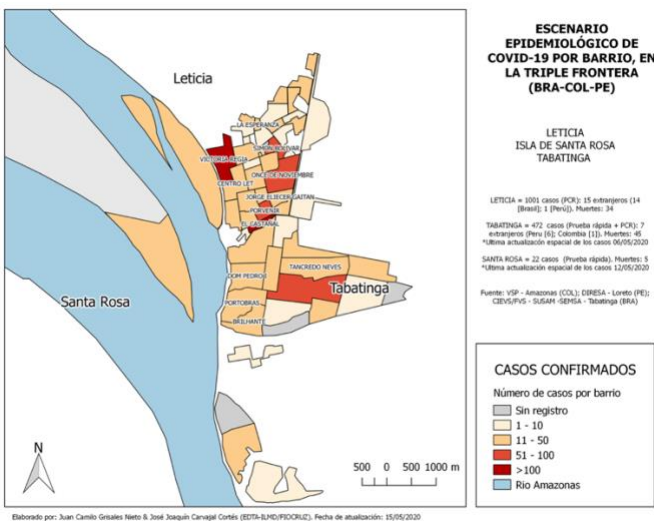 ESCENARIO
EPIDEMIOLÓGICO DE
COVID-19 POR BARRIO, EN
LA TRIPLE FRONTERA
(BRA-COL-PE)
LETICIA
ISLA DE SANTA ROSA
TABATINGA
LETICIA = 1001 casos (PCR): 15 extranjeros (14
[Brasil]; 1 [Perú]). Muertes: 34
TABATINGA = 472 casos (Prueba rápida + PCR): 7
extranjeros (Peru [6]; Colombia [1]). Muertes: 45
*Ultima actualización espacial de los casos 06/05/2020
SANTA ROSA = 22 casos (Prueba rápida). Muertes: 5
*Ultima actualización espacial de los casos 12/05/2020
Fuente: VSP - Amazonas (COL); DIRESA - Loreto (PE);
CIEVS/FVS - SUSAM -SEMSA - Tabatinga (BRA)
Leticia
LA ESPERANZA
SIMON BOLIVAR
VICTORIA REGIA
ONCE DE NOVIEMBRE
CENTRO LET
JORGE ELIECER GAITAN
PORVENIR
EL CASTAÑAL
TANCREDO NEVES
DOM PEDRO I
Tabatinga
Santa Rosa
PORTOBRAS
BRILHANTE
N
500 0 500 1000 m
CASOS CONFIRMADOS
Número de casos por barrio
Sin registro
1 - 10
11 - 50
51 - 100
>100
Rio Amazonas
Elaborado por: Juan Camilo Grisales Nieto & José Joaquín Carvajal Cortés (EDTA-ILMD/FIOCRUZ). Fecha de actualización: 15/05/2020